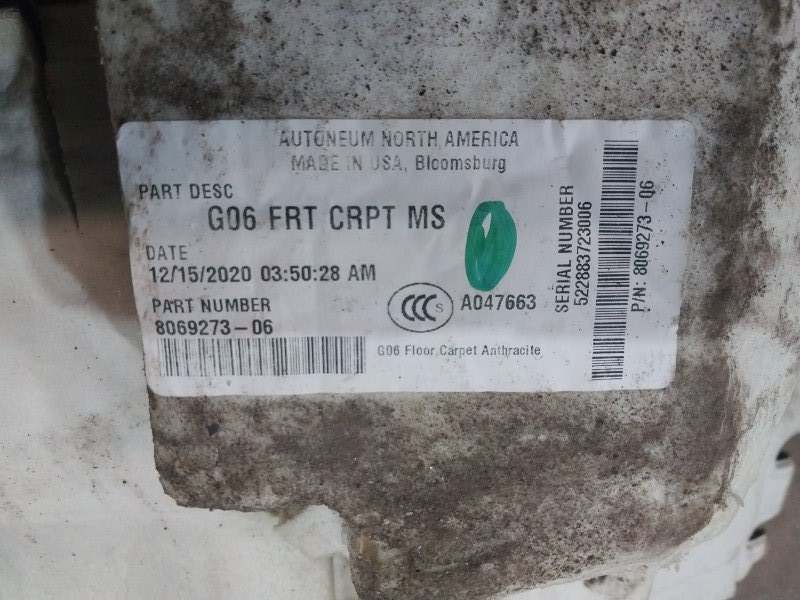 AUTONEUM NORTH AMERICA
MADE IN USA, Bloomsburg
PART DESC
G06 FRT CRPT MS
DATE
12/15/2020 03:50:28 AM
PART NUMBER
8069273-06
CCC S
A047663
G06 Floor,Carpet Anthracite
SERIAL NUMBER
522883723006
P/N: 8069273-06